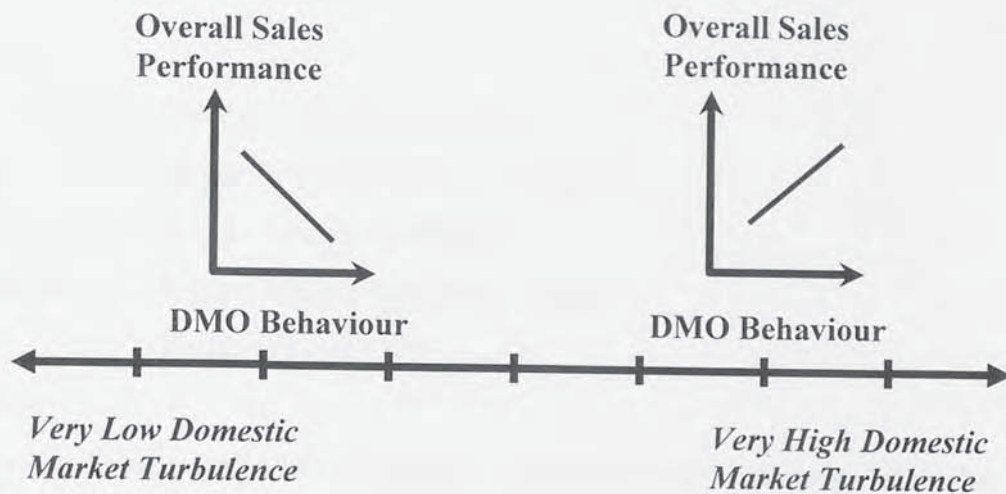 Overall Sales
Performance
Overall Sales
Performance
DMO Behaviour
DMO Behaviour
Very Low Domestic
Market Turbulence
Very High Domestic
Market Turbulence